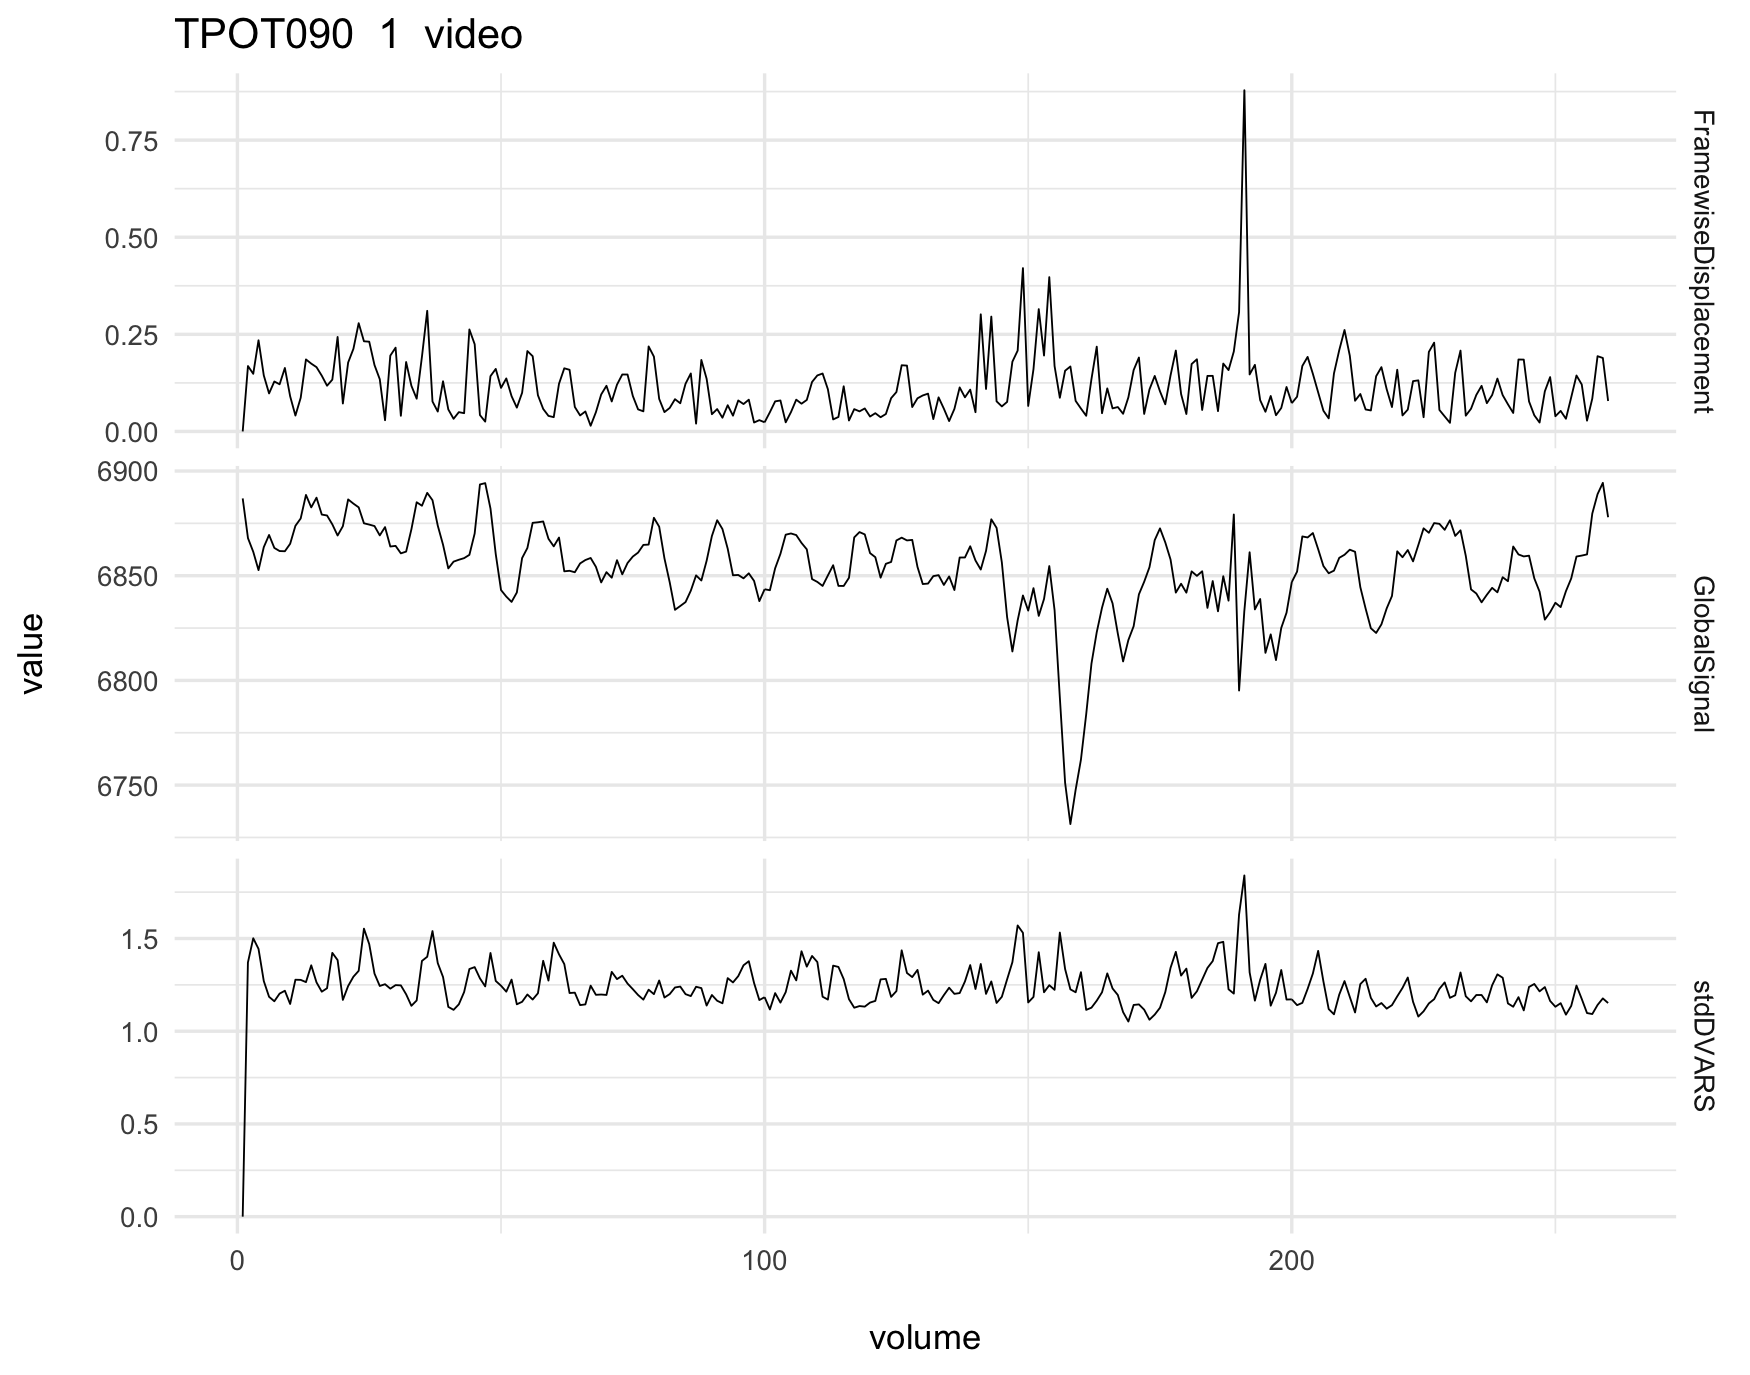 TPOT090  1  video
0.75
0.50
0.25
0.00
FramewiseDisplacement
6900
6850
6800
6750
GlobalSignal
value
1.5
1.0
0.5
0.0
stdDVARS
0 100 200
volume